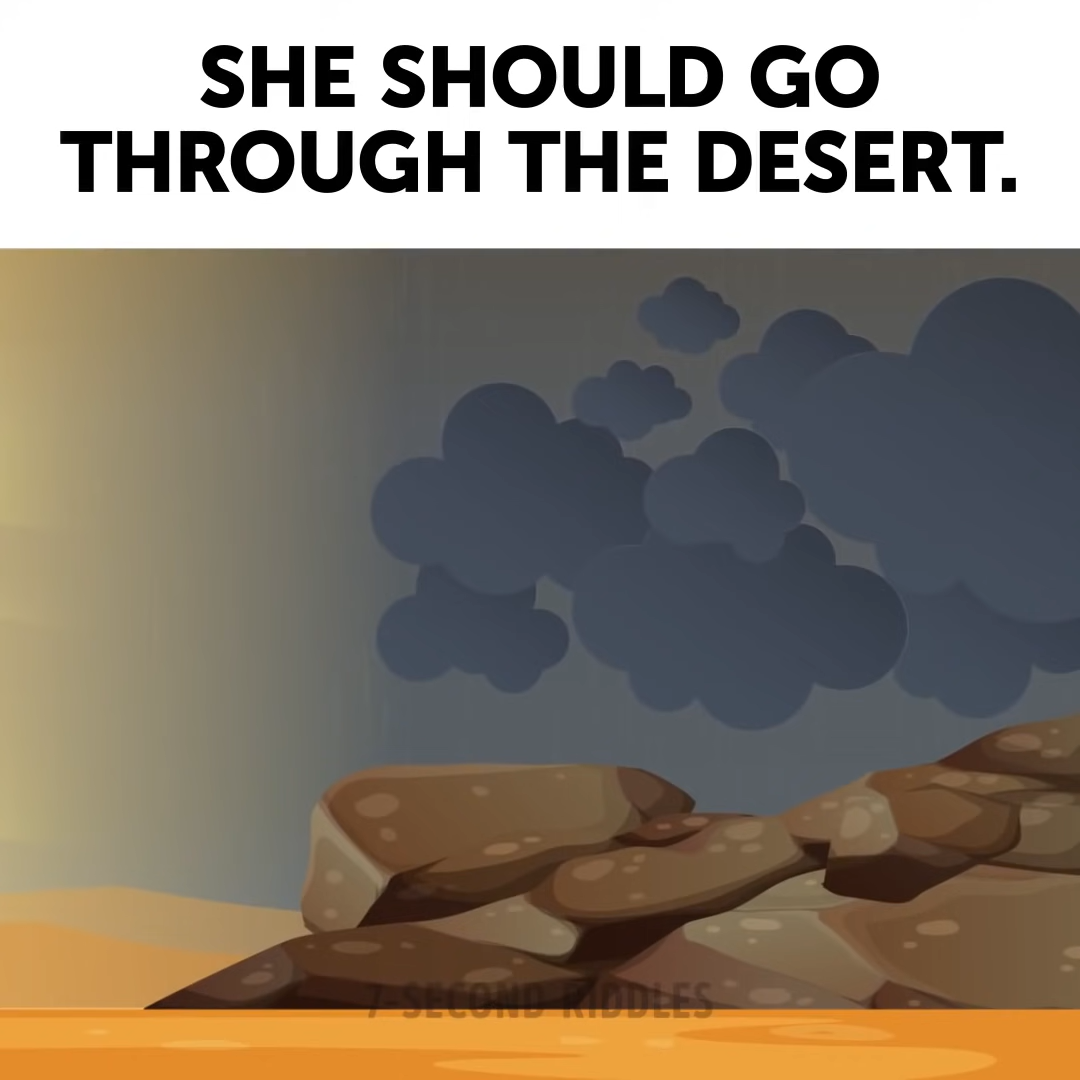 SHE SHOULD GO
THROUGH THE DESERT.
7-SECOND RIDDLES